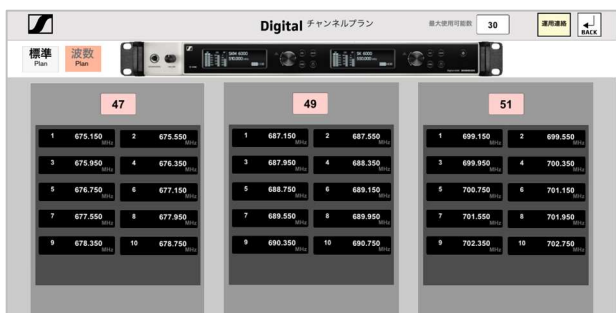 Digital チャンネルプラン
最大使用可能数 30
運用連絡
BACK
標準
Plan
波数
Plan
47
1 675.150 MHz 2 675.550 MHz
3 675.950 MHz 4 676.350 MHz
5 676.750 MHz 6 677.150 MHz
7 677.550 MHz 8 677.950 MHz
9 678.350 MHz 10 678.750 MHz
49
1 687.150 MHz 2 687.550 MHz
3 687.950 MHz 4 688.350 MHz
5 688.750 MHz 6 689.150 MHz
7 689.550 MHz 8 689.950 MHz
9 690.350 MHz 10 690.750 MHz
51
1 699.150 MHz 2 699.550 MHz
3 699.950 MHz 4 700.350 MHz
5 700.750 MHz 6 701.150 MHz
7 701.550 MHz 8 701.950 MHz
9 702.350 MHz 10 702.750 MHz